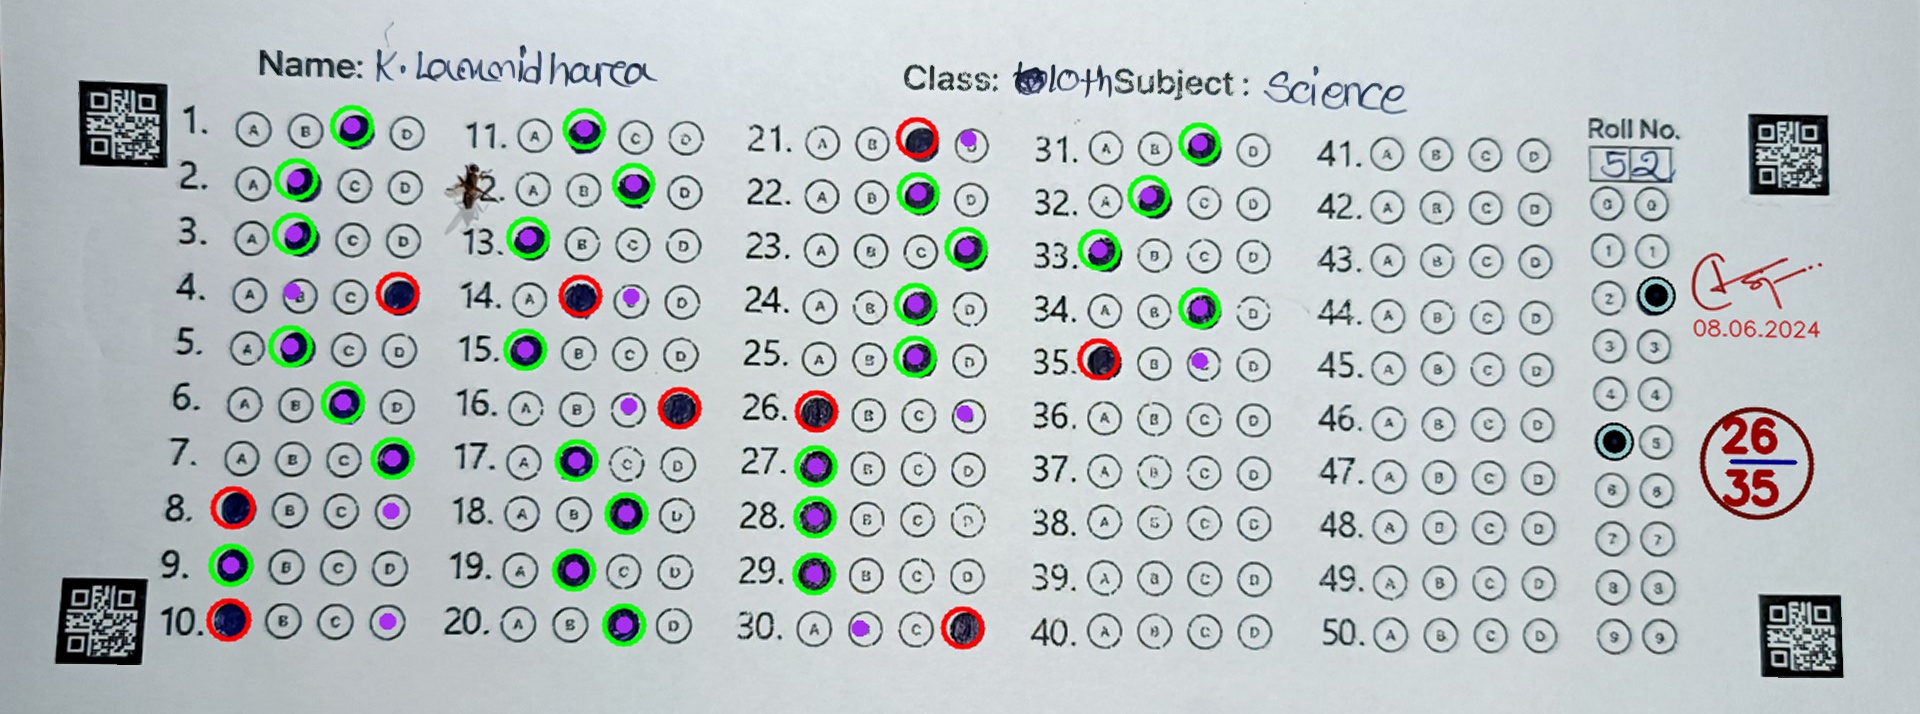 Name: K. Laxmidharea
Class: 10th Subject: Science
Roll No.
52
1. A B D 11. A C D 21. A B 31. A B D 41. A B C D
2. A C D 2. A B D 22. A B D 32. A C D 42. A B C D
3. A C D 13. B C D 23. A B C 33. B C D 43. A B C D
4. A B C 14. A D 24. A B D 34. A B D 44. A B C D
5. A C D 15. B C D 25. A B D 35. B D 45. A B C D
6. A B D 16. A B 26. B C 36. A B C D 46. A B C D
7. A B C 17. A C D 27. B C D 37. A B C D 47. A B C D
8. B C 18. A B D 28. B C D 38. A B C D 48. A B C D
9. B C D 19. A C D 29. B C D 39. A B C D 49. A B C D
10. B C 20. A B D 30. A C 40. A B C D 50. A B C D
0 0
1 1
2
3 3
4 4
5
6 6
7 7
8 8
9 9
08.06.2024
26
35